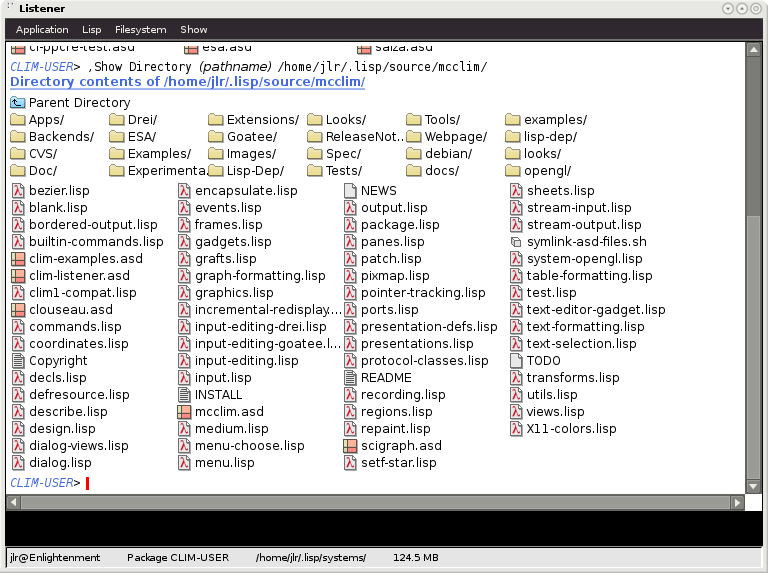 Listener
Application Lisp Filesystem Show
cl-ppcre-test.asd esa.asd salza.asd
CLIM-USER> ,Show Directory (pathname) /home/jlr/.lisp/source/mcclim/
Directory contents of /home/jlr/.lisp/source/mcclim/
Parent Directory
Apps/ Drei/ Extensions/ Looks/ Tools/ examples/
Backends/ ESA/ Goatee/ ReleaseNot... Webpage/ lisp-dep/
CVS/ Examples/ Images/ Spec/ debian/ looks/
Doc/ Experimenta... Lisp-Dep/ Tests/ docs/ opengl/
bezier.lisp encapsulate.lisp NEWS sheets.lisp
blank.lisp events.lisp output.lisp stream-input.lisp
bordered-output.lisp frames.lisp package.lisp stream-output.lisp
builtin-commands.lisp gadgets.lisp panes.lisp symlink-asd-files.sh
clim-examples.asd grafts.lisp patch.lisp system-opengl.lisp
clim-listener.asd graph-formatting.lisp pixmap.lisp table-formatting.lisp
clim1-compat.lisp graphics.lisp pointer-tracking.lisp test.lisp
clouseau.asd incremental-redisplay.... ports.lisp text-editor-gadget.lisp
commands.lisp input-editing-drei.lisp presentation-defs.lisp text-formatting.lisp
coordinates.lisp input-editing-goatee.l... presentations.lisp text-selection.lisp
Copyright input-editing.lisp protocol-classes.lisp TODO
decls.lisp input.lisp README transforms.lisp
defresource.lisp INSTALL recording.lisp utils.lisp
describe.lisp mcclim.asd regions.lisp views.lisp
design.lisp medium.lisp repaint.lisp X11-colors.lisp
dialog-views.lisp menu-choose.lisp scigraph.asd
dialog.lisp menu.lisp setf-star.lisp
CLIM-USER>
jlr@Enlightenment Package CLIM-USER /home/jlr/.lisp/systems/ 124.5 MB